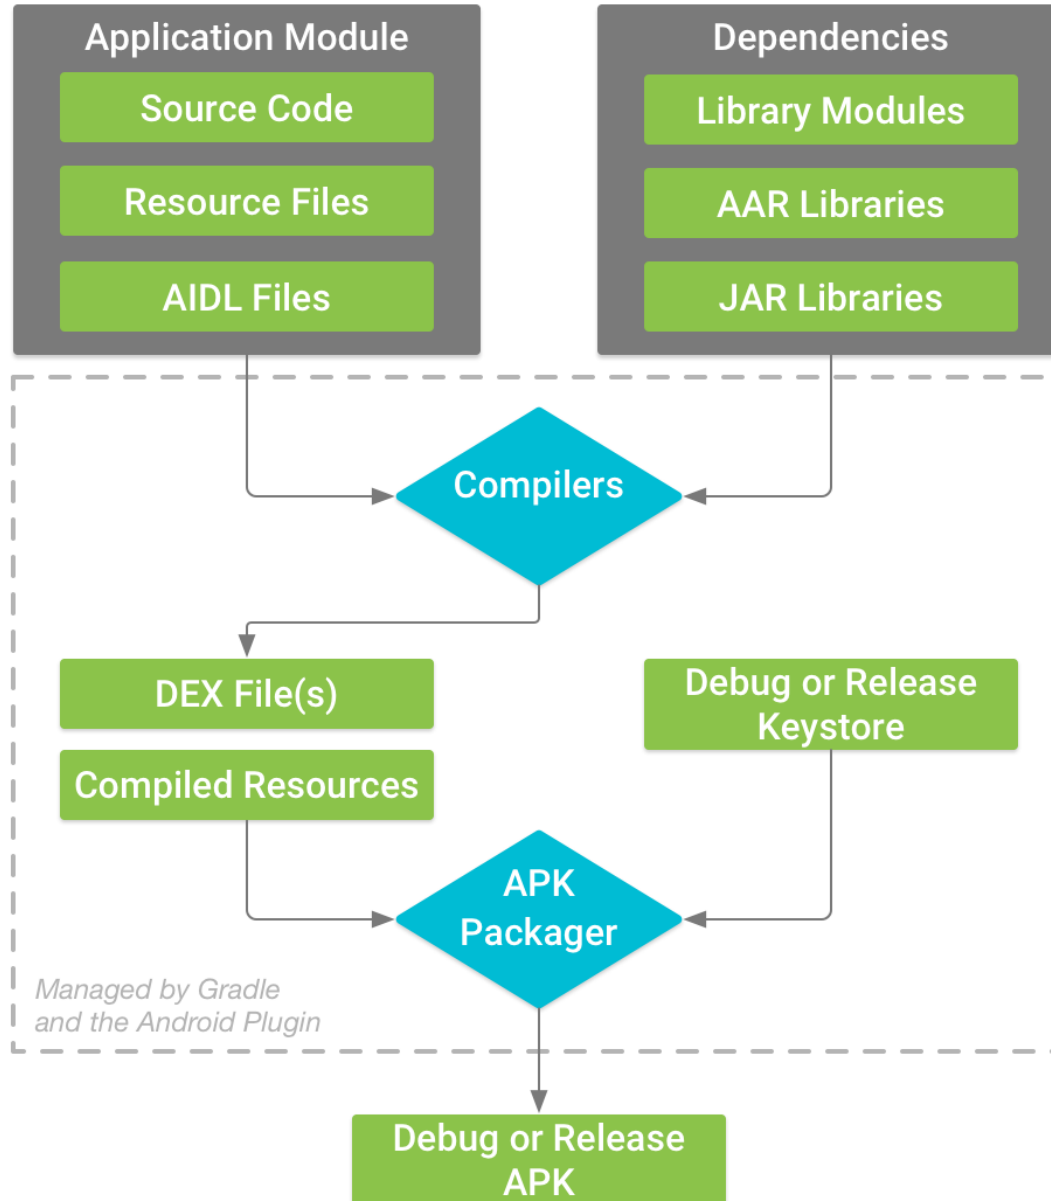 Application Module
Source Code
Resource Files
AIDL Files
Dependencies
Library Modules
AAR Libraries
JAR Libraries
Compilers
DEX File(s)
Compiled Resources
Debug or Release
Keystore
APK
Packager
Managed by Gradle
and the Android Plugin
Debug or Release
APK